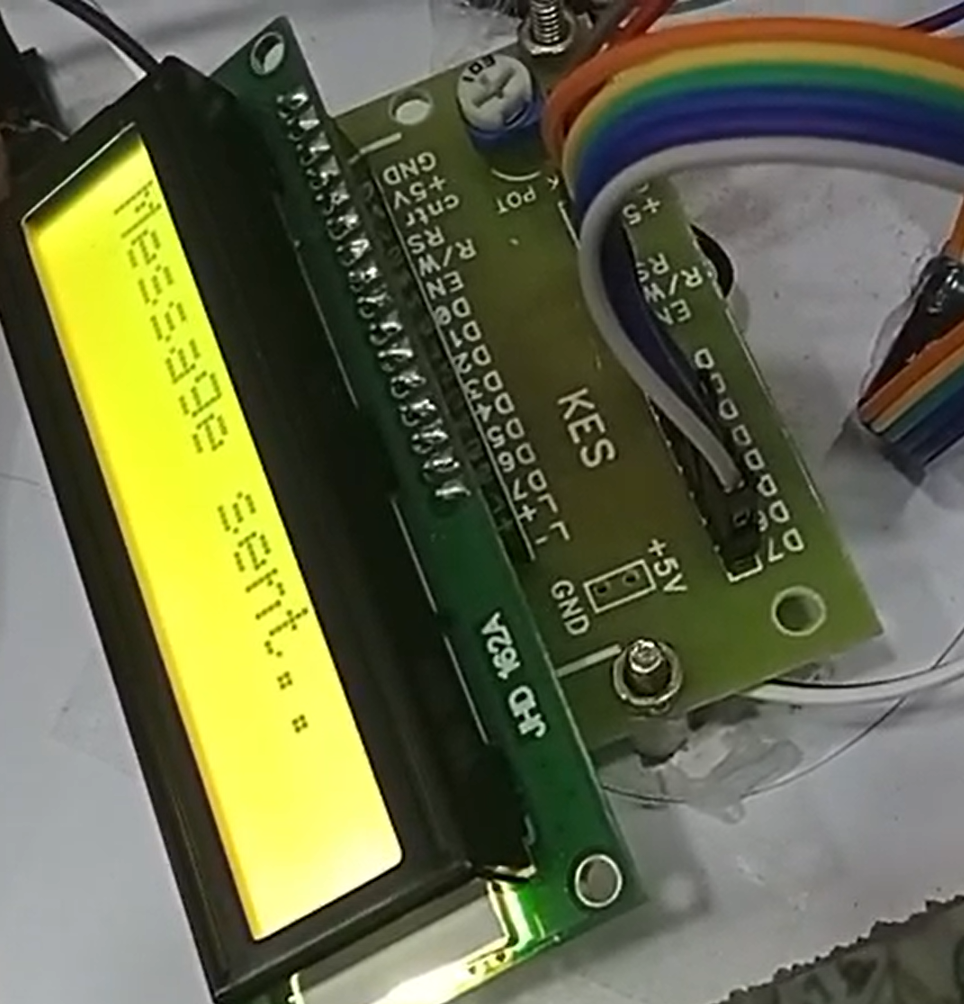 Message sent..
JHD 162A
GND
+5V
cntr
RS
R/W
EN
D0
D1
D2
D3
D4
D5
D6
D7
L+
L-
POT
KES
GND
+5V
R/W
EN
D6
D7